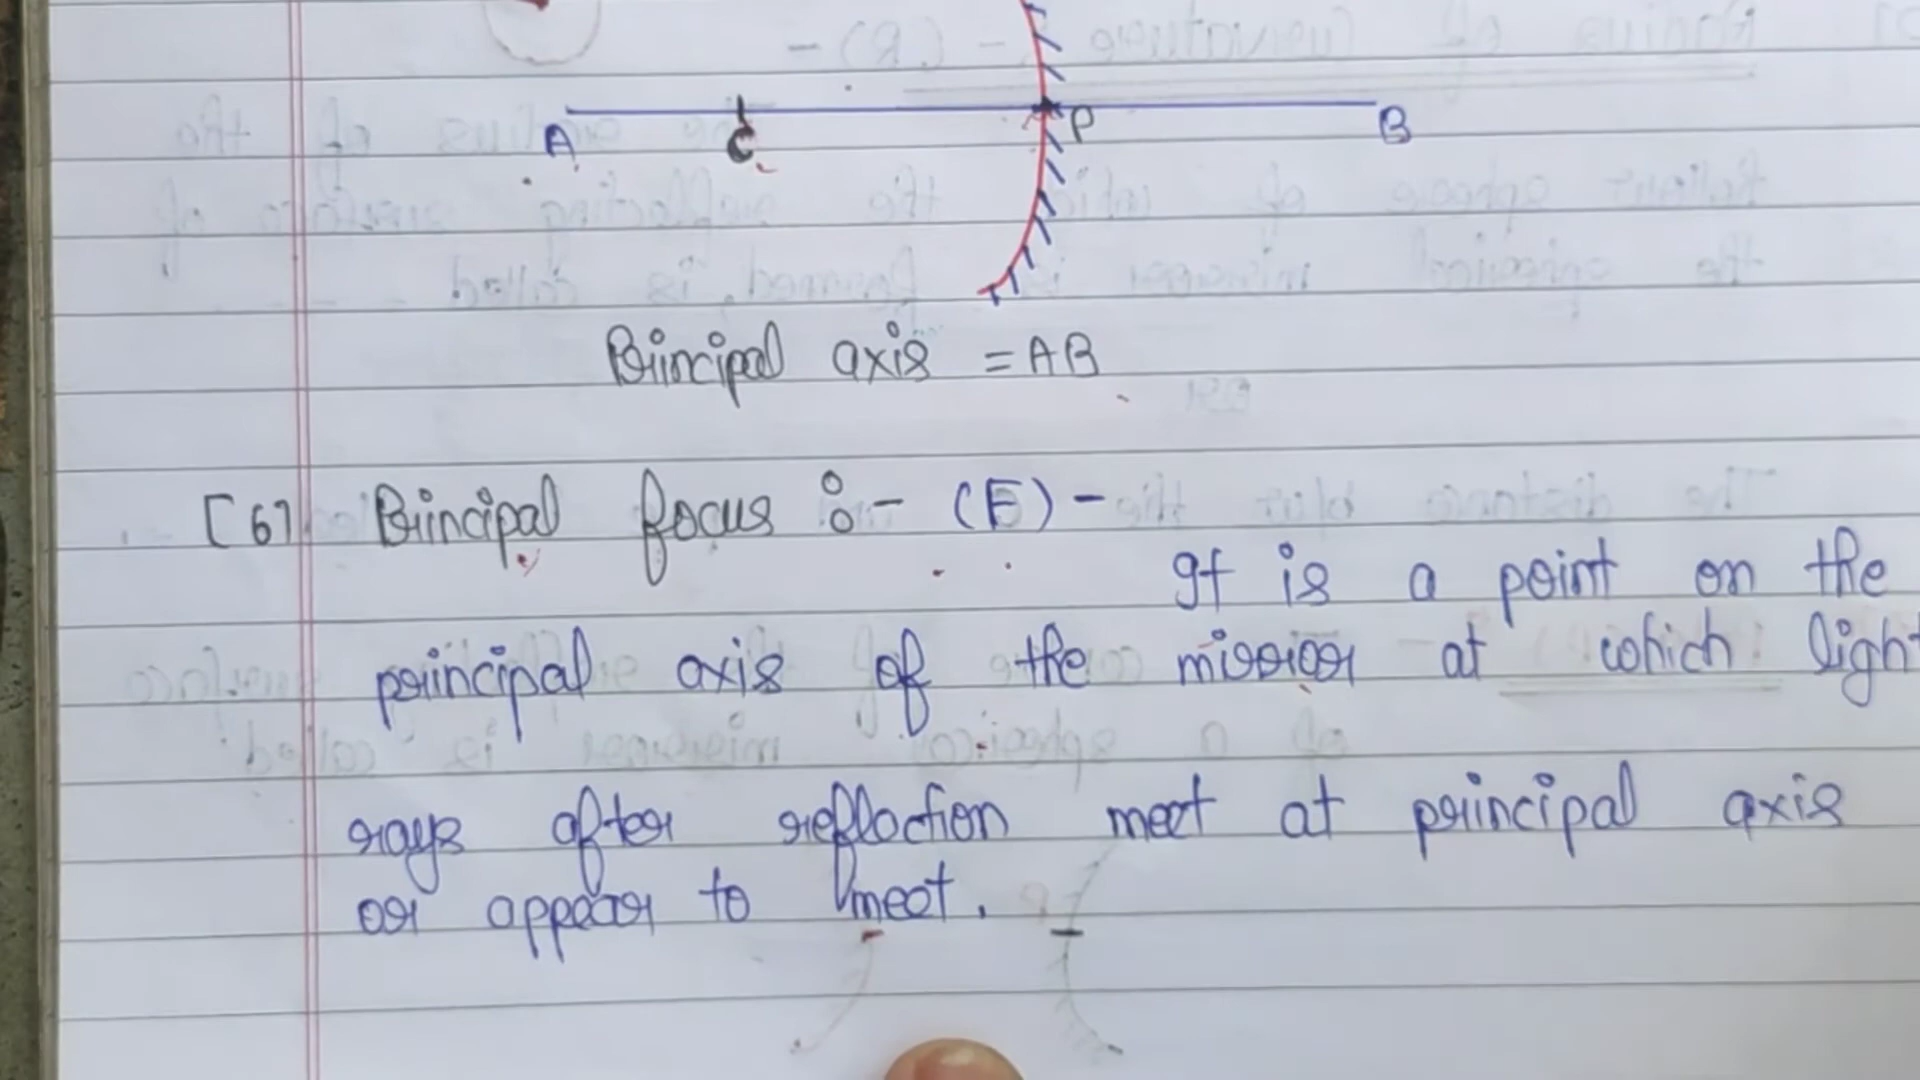 A C P B
Principal axis = AB
[6] Principal focus :- (F) -
It is a point on the
principal axis of the mirror at which light
rays after reflection meet at principal axis
or appear to meet.